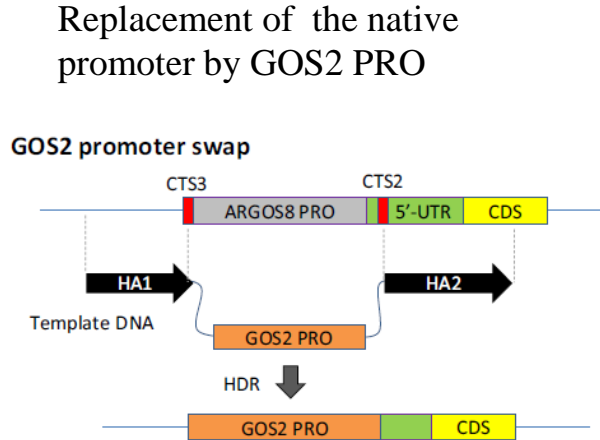 Replacement of the native
promoter by GOS2 PRO
GOS2 promoter swap
CTS3 CTS2
ARGOS8 PRO 5’-UTR CDS
HA1 HA2
Template DNA
GOS2 PRO
HDR
GOS2 PRO CDS